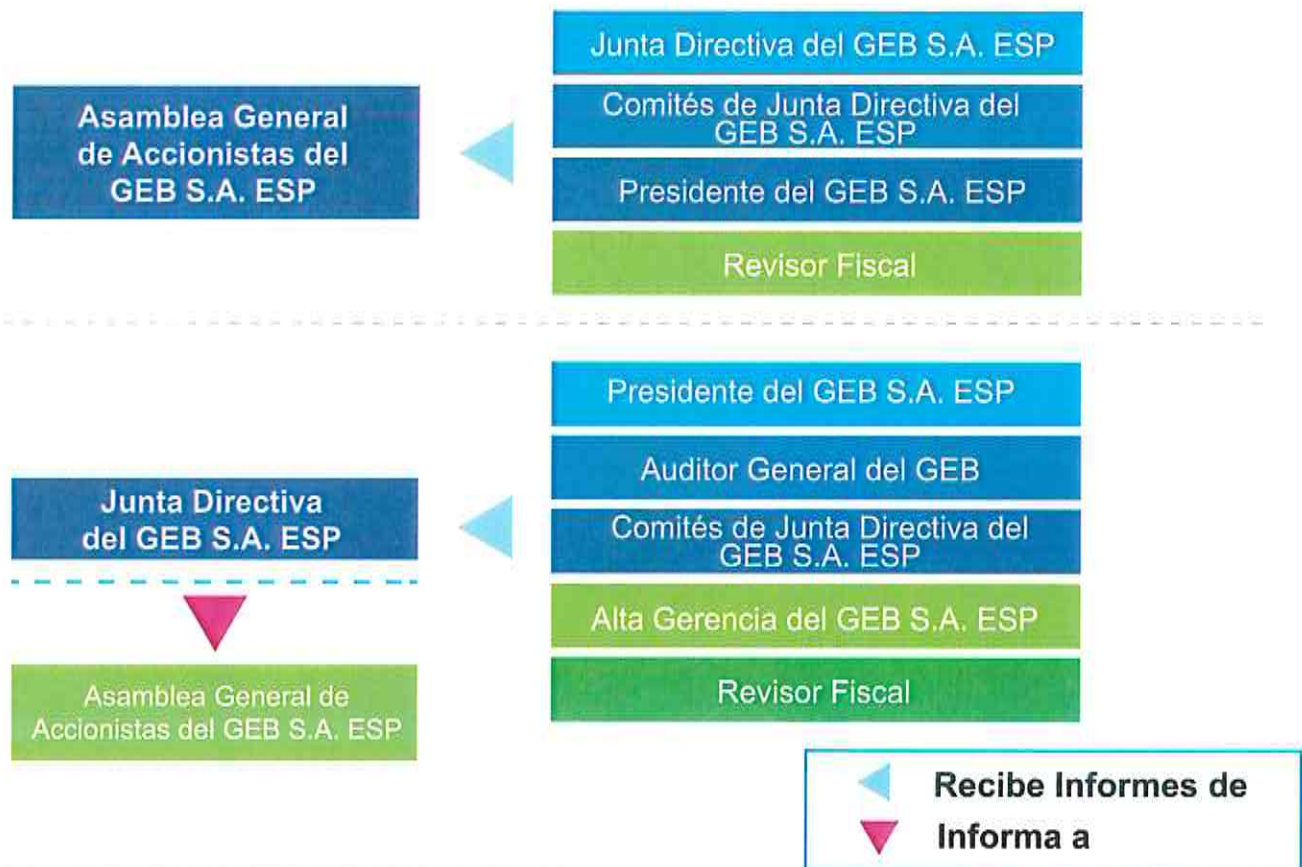 Asamblea General
de Accionistas del
GEB S.A. ESP
Junta Directiva del GEB S.A. ESP
Comités de Junta Directiva del
GEB S.A. ESP
Presidente del GEB S.A. ESP
Revisor Fiscal
Junta Directiva
del GEB S.A. ESP
Asamblea General de
Accionistas del GEB S.A. ESP
Presidente del GEB S.A. ESP
Auditor General del GEB
Comités de Junta Directiva del
GEB S.A. ESP
Alta Gerencia del GEB S.A. ESP
Revisor Fiscal
Recibe Informes de
Informa a